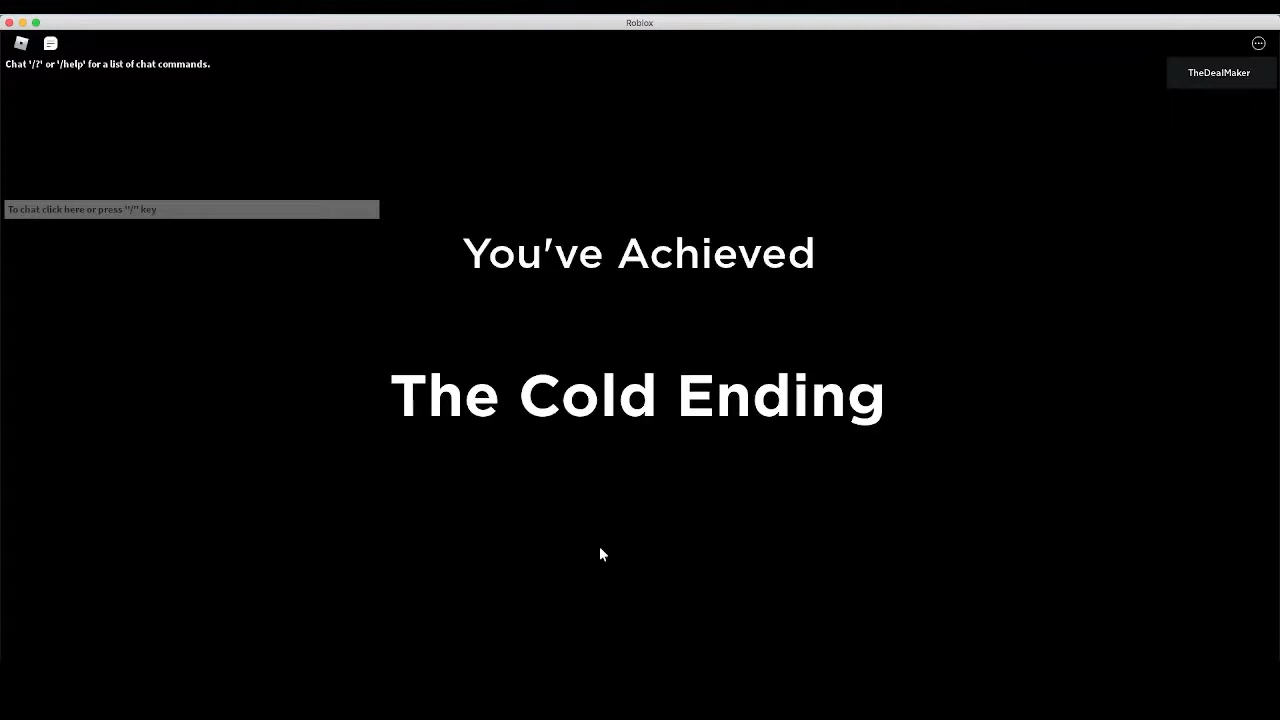 Roblox
Chat '/?' or '/help' for a list of chat commands.
TheDealMaker
To chat click here or press "/" key
You've Achieved
The Cold Ending